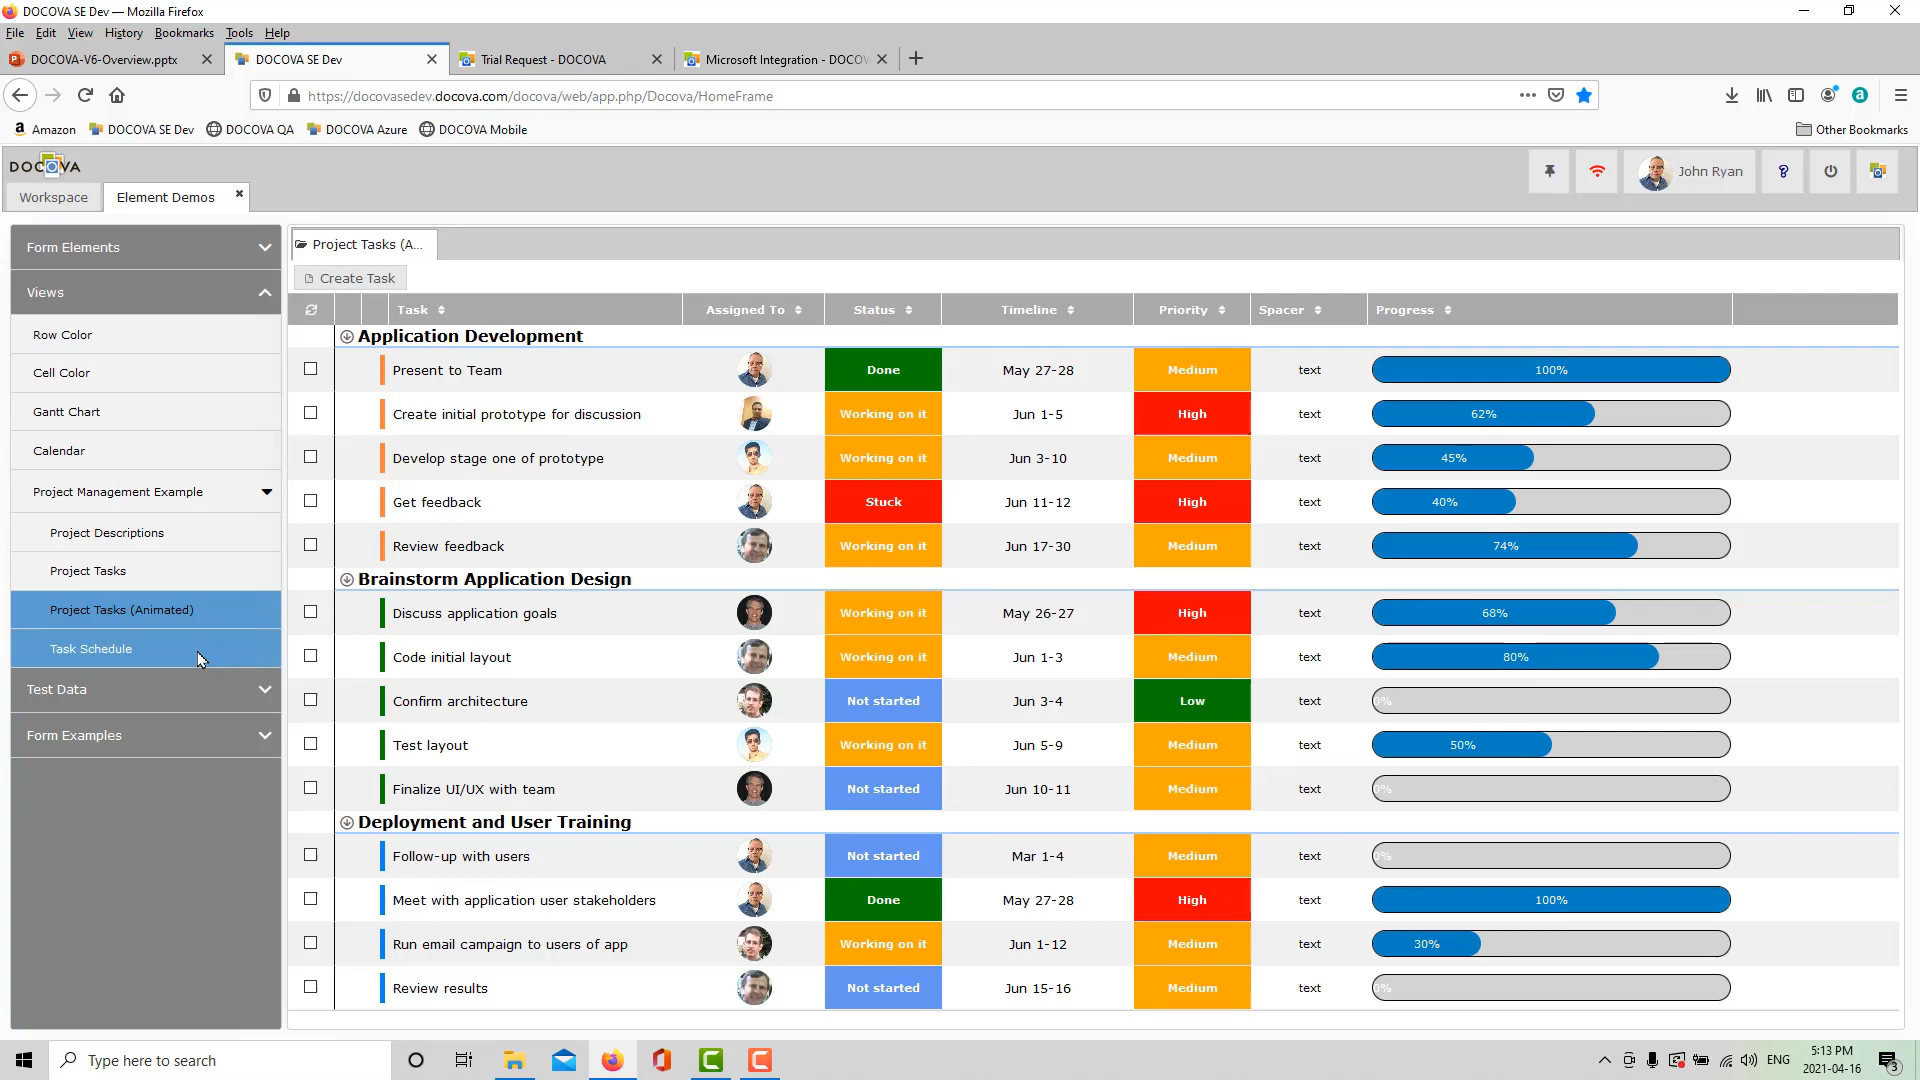 DOCOVA SE Dev — Mozilla Firefox
File Edit View History Bookmarks Tools Help
DOCOVA-V6-Overview.pptx DOCOVA SE Dev Trial Request - DOCOVA Microsoft Integration - DOCOV
https://docovasedev.docova.com/docova/web/app.php/Docova/HomeFrame
Amazon DOCOVA SE Dev DOCOVA QA DOCOVA Azure DOCOVA Mobile Other Bookmarks
DOCOVA John Ryan ?
Workspace Element Demos
Form Elements
Views
Row Color
Cell Color
Gantt Chart
Calendar
Project Management Example
Project Descriptions
Project Tasks
Project Tasks (Animated)
Task Schedule
Test Data
Form Examples
Project Tasks (A...
Create Task
Task Assigned To Status Timeline Priority Spacer Progress
Application Development
Present to Team Done May 27-28 Medium text 100%
Create initial prototype for discussion Working on it Jun 1-5 High text 62%
Develop stage one of prototype Working on it Jun 3-10 Medium text 45%
Get feedback Stuck Jun 11-12 High text 40%
Review feedback Working on it Jun 17-30 Medium text 74%
Brainstorm Application Design
Discuss application goals Working on it May 26-27 High text 68%
Code initial layout Working on it Jun 1-3 Medium text 80%
Confirm architecture Not started Jun 3-4 Low text 0%
Test layout Working on it Jun 5-9 Medium text 50%
Finalize UI/UX with team Not started Jun 10-11 Medium text 0%
Deployment and User Training
Follow-up with users Not started Mar 1-4 Medium text 0%
Meet with application user stakeholders Done May 27-28 High text 100%
Run email campaign to users of app Working on it Jun 1-12 Medium text 30%
Review results Not started Jun 15-16 Medium text 0%
Type here to search
ENG
5:13 PM
2021-04-16
3